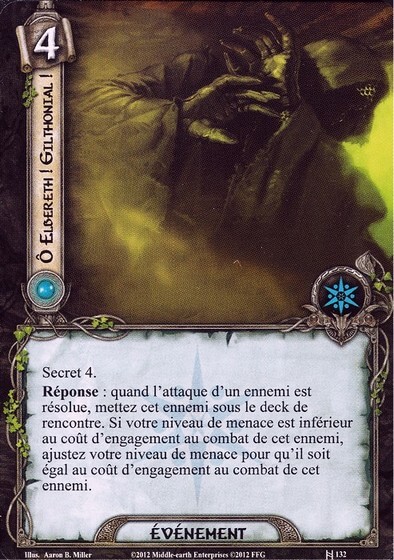 4
Ô Elbereth ! Gilthonial !
Secret 4.
Réponse : quand l'attaque d'un ennemi est
résolue, mettez cet ennemi sous le deck de
rencontre. Si votre niveau de menace est inférieur
au coût d'engagement au combat de cet ennemi,
ajustez votre niveau de menace pour qu'il soit
égal au coût d'engagement au combat de cet
ennemi.
ÉVÉNEMENT
Illus. Aaron B. Miller ©2012 Middle-earth Enterprises ©2012 FFG 132